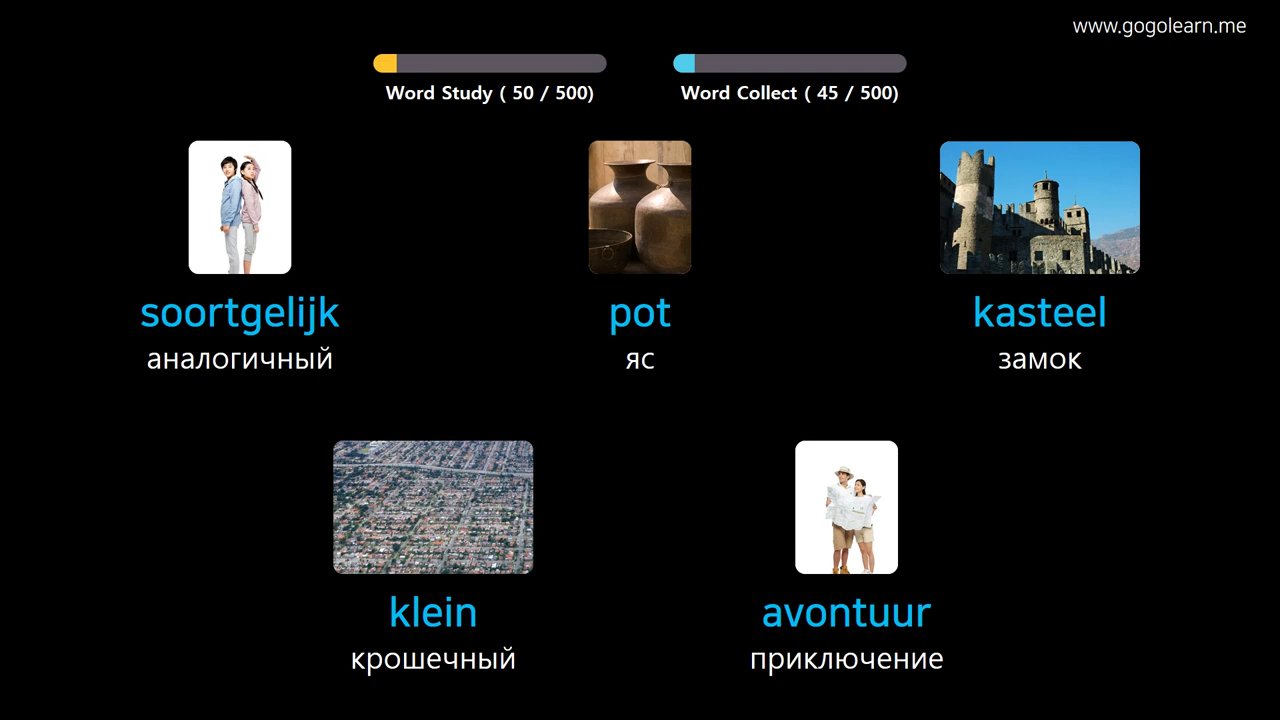 www.gogolearn.me
Word Study ( 50 / 500)
Word Collect ( 45 / 500)
soortgelijk
аналогичный
pot
яс
kasteel
замок
klein
крошечный
avontuur
приключение